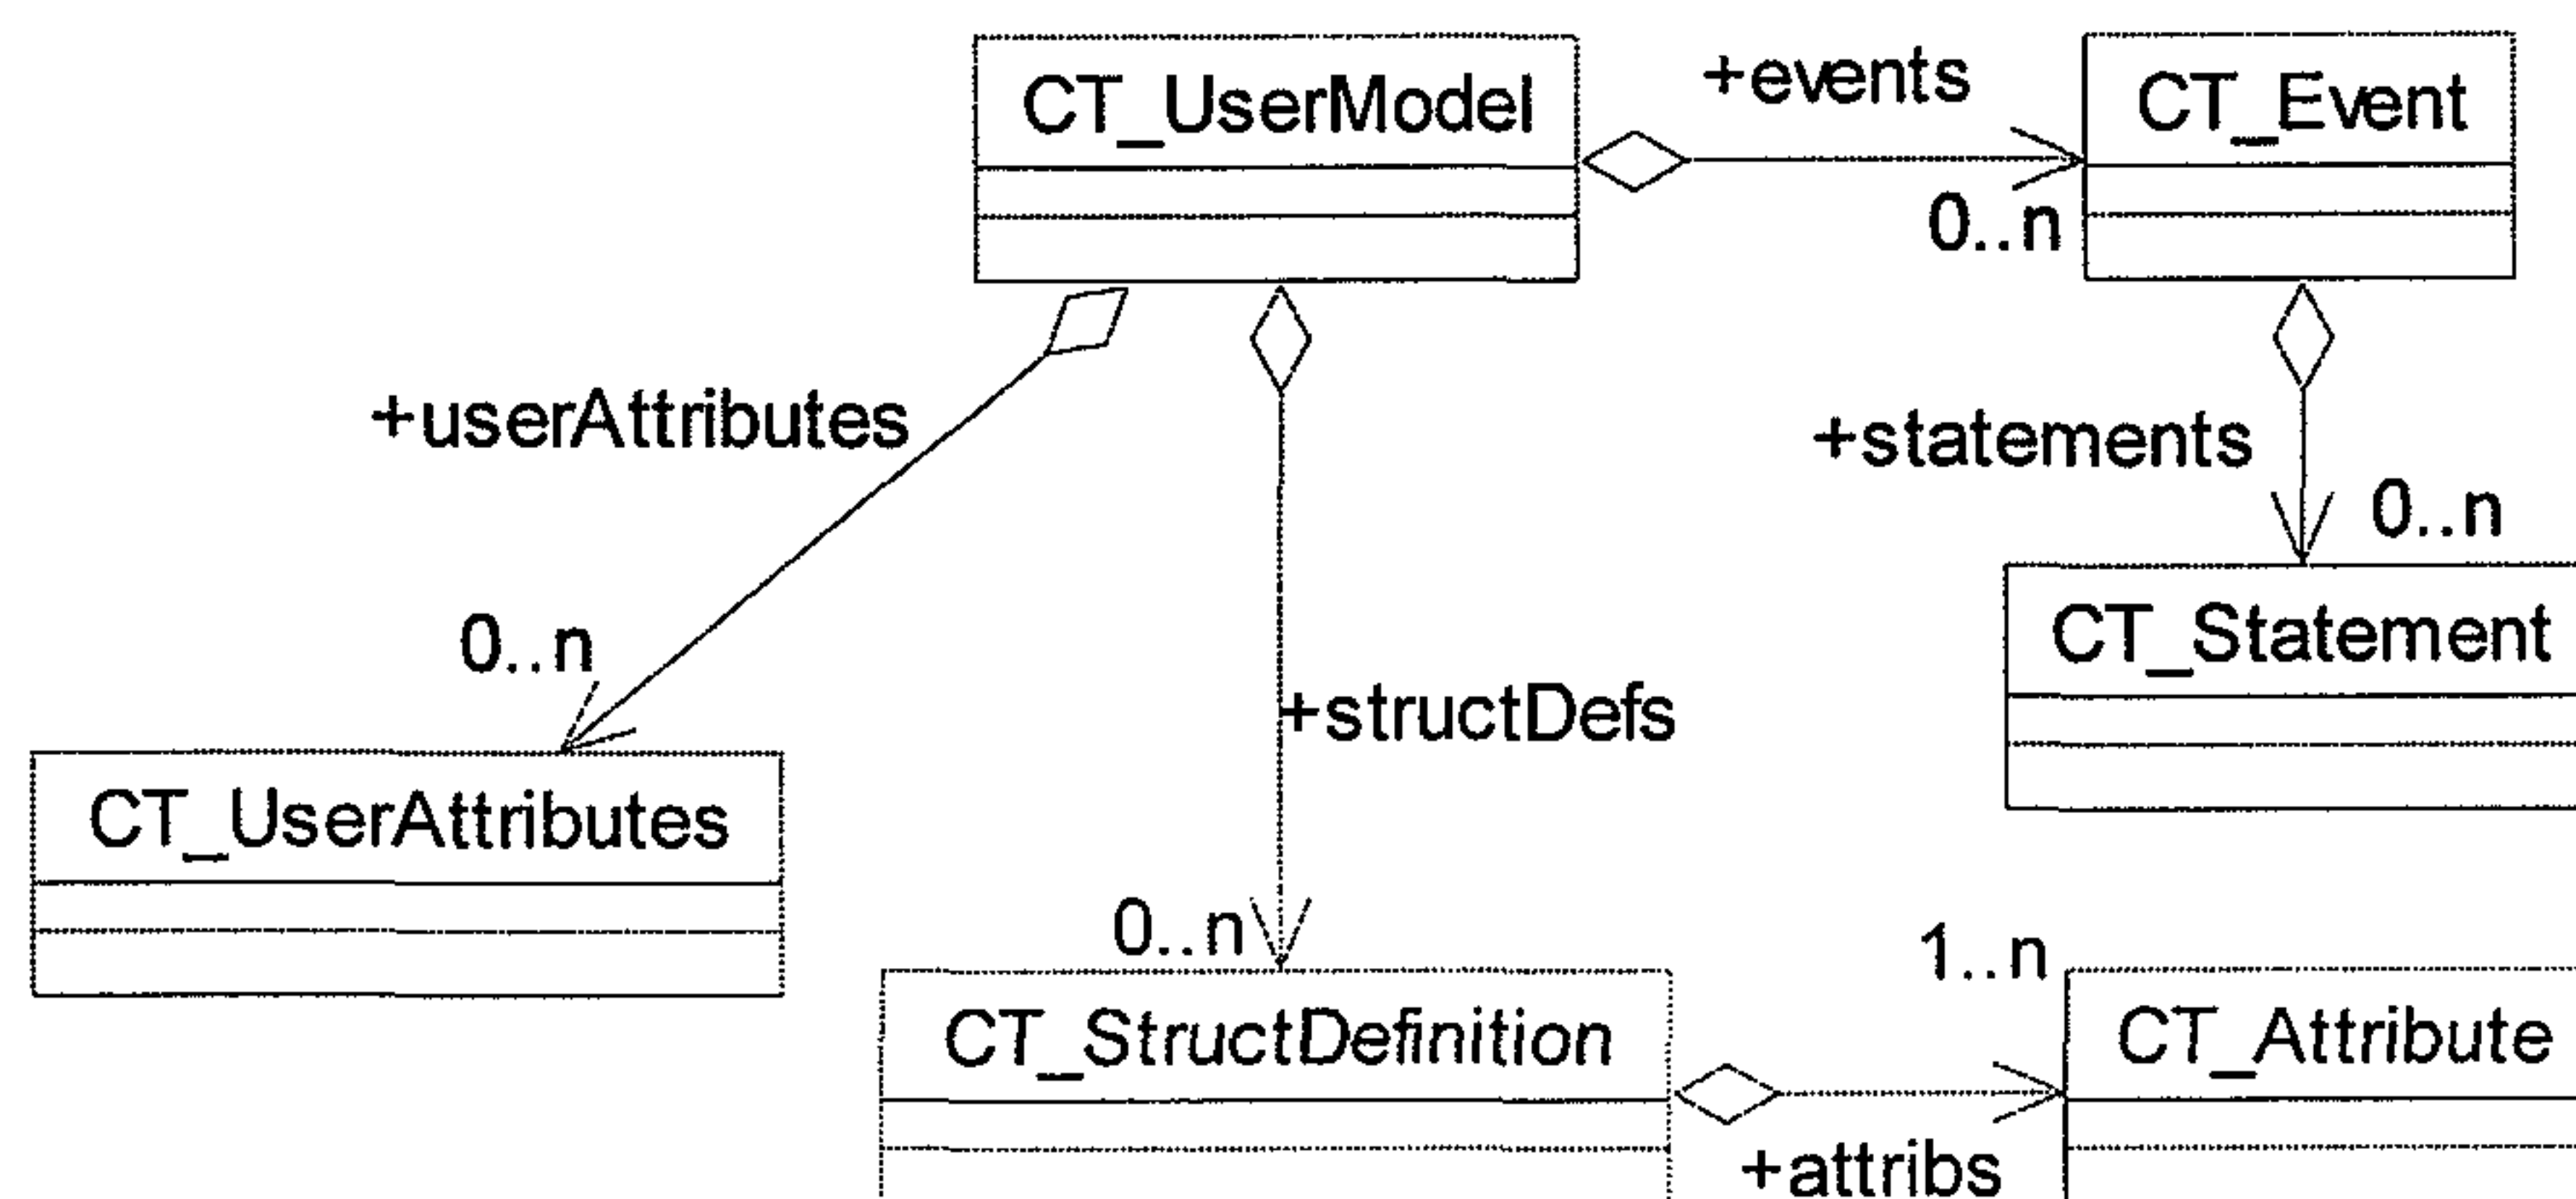 CT_UserModel
+events
CT_Event
0..n
+userAttributes
+statements
0..n
0..n
CT_Statement
+structDefs
CT_UserAttributes
0..n
1..n
CT_StructDefinition
CT_Attribute
+attribs